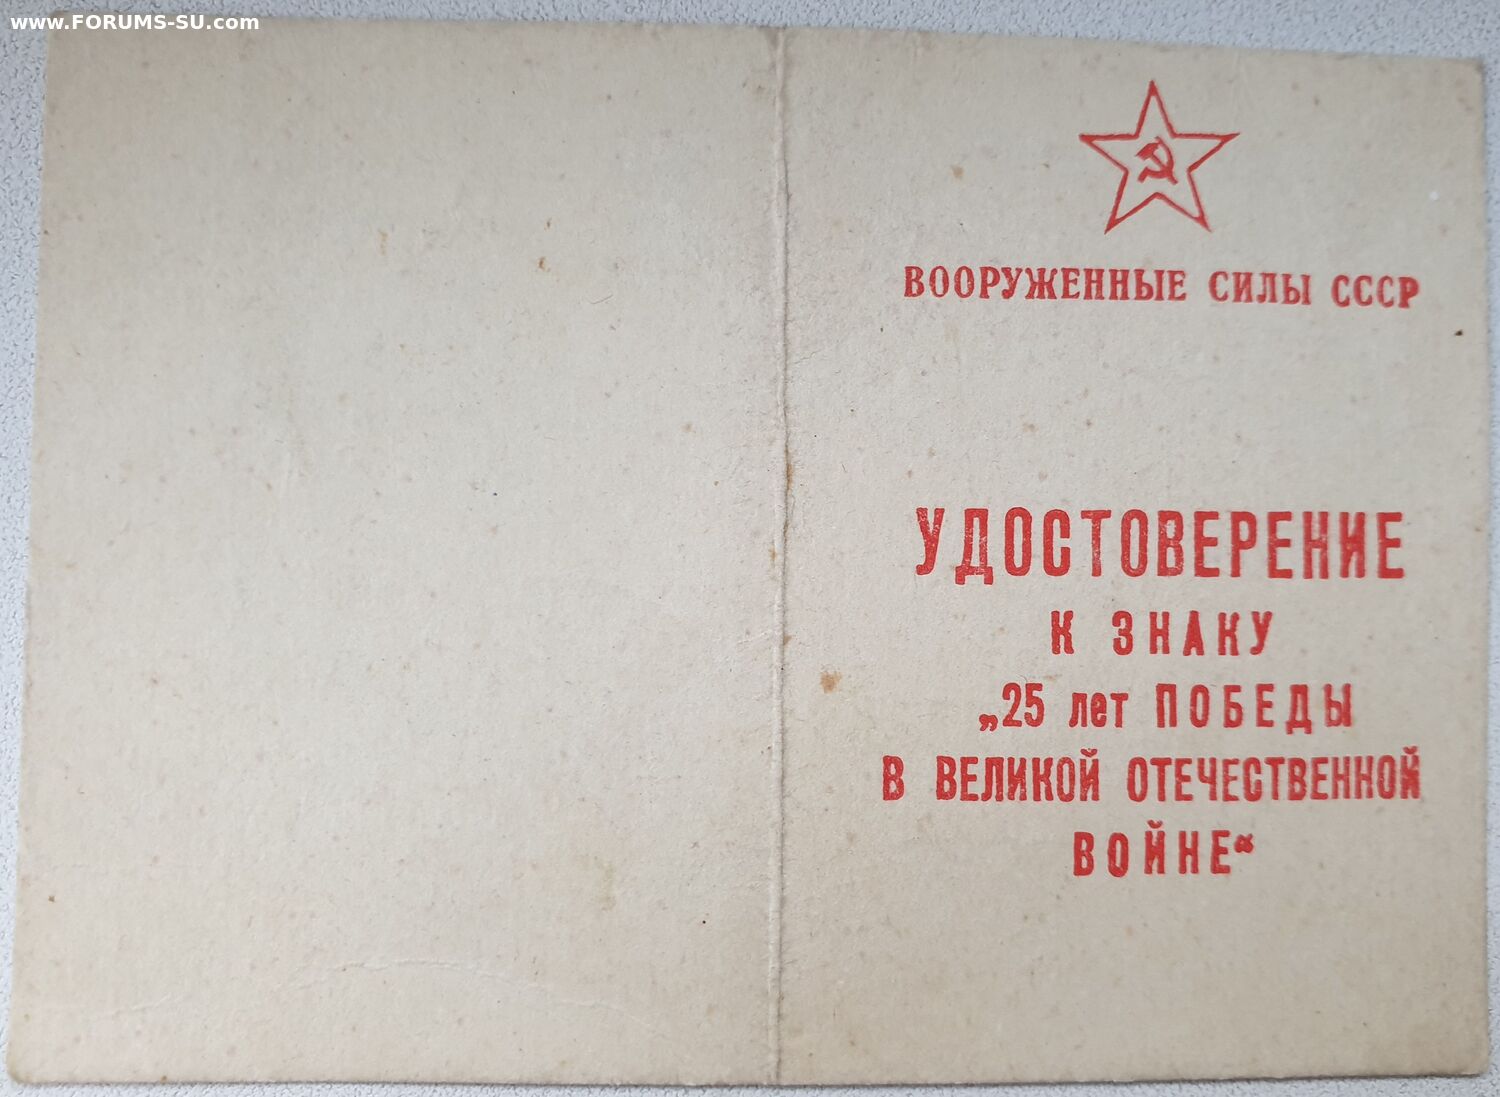 www.FORUMS-SU.com
ВООРУЖЕННЫЕ СИЛЫ СССР
УДОСТОВЕРЕНИЕ
К ЗНАКУ
„25 лет ПОБЕДЫ
В ВЕЛИКОЙ ОТЕЧЕСТВЕННОЙ
ВОЙНЕ“